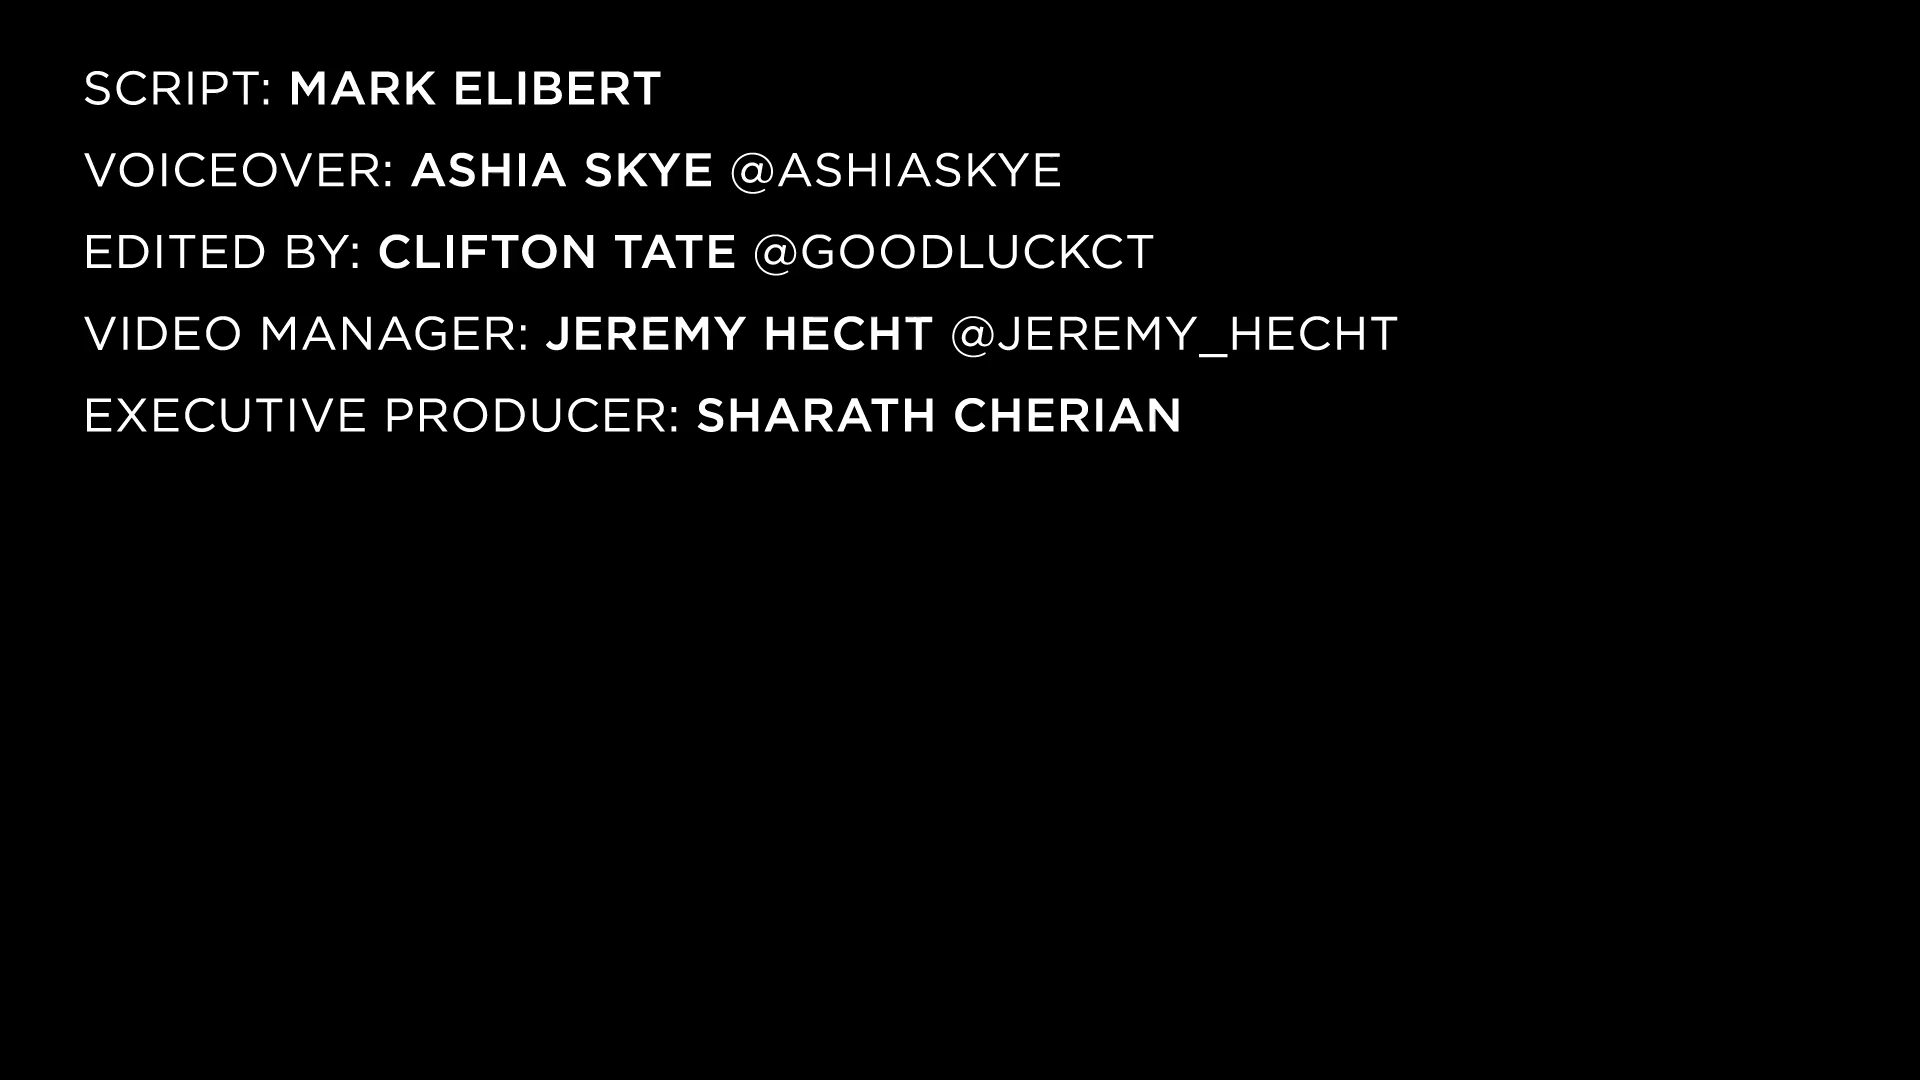 SCRIPT: MARK ELIBERT
VOICEOVER: ASHIA SKYE @ASHIASKYE
EDITED BY: CLIFTON TATE @GOODLUCKCT
VIDEO MANAGER: JEREMY HECHT @JEREMY_HECHT
EXECUTIVE PRODUCER: SHARATH CHERIAN